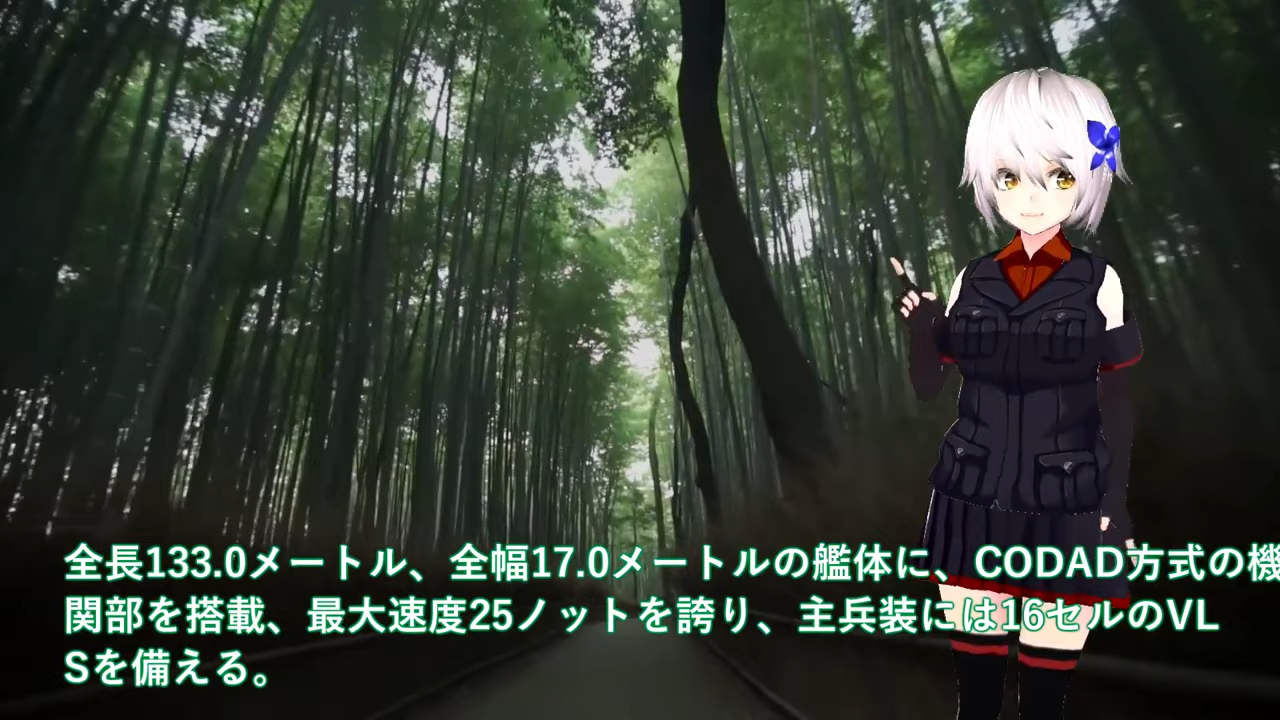 全長133.0メートル、全幅17.0メートルの艦体に、CODAD方式の機
関部を搭載、最大速度25ノットを誇り、主兵装には16セルのVL
Sを備える。